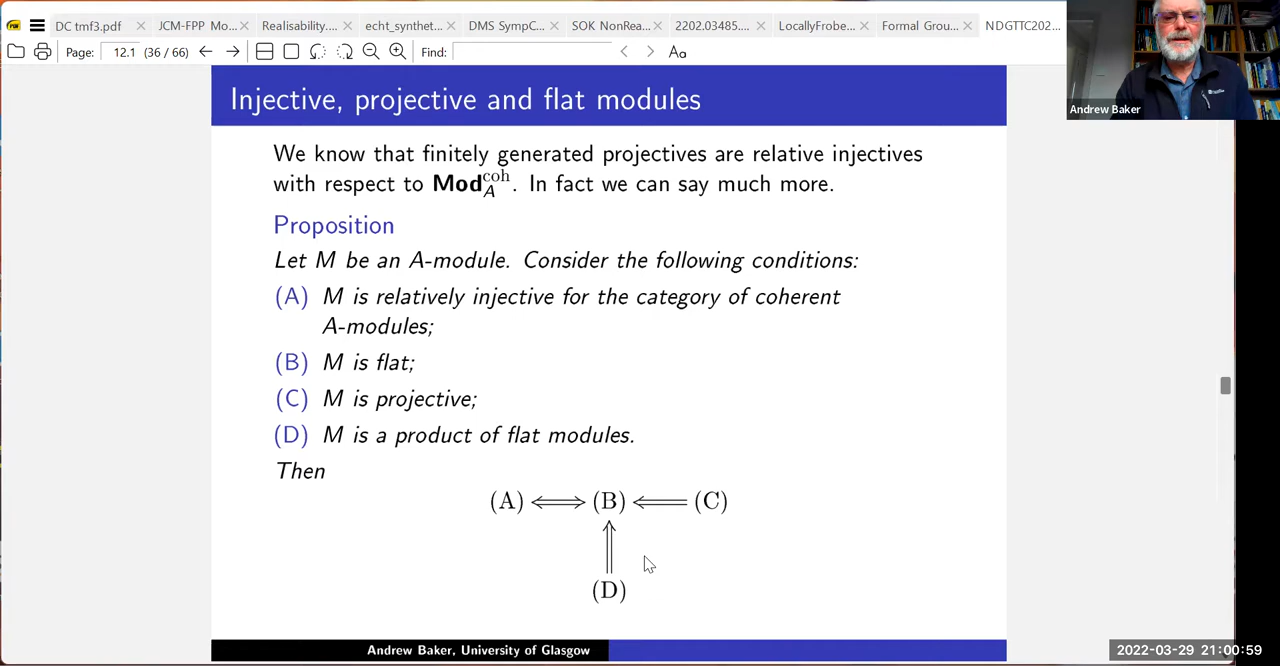 DC tmf3.pdf JCM-FPP Mo... Realisability.... echt_synthet... DMS SympC... SOK NonRea... 2202.03485.... LocallyFrobe... Formal Grou... NDGTTC202...
Page: 12.1 (36 / 66) Find: Aa
Andrew Baker
Injective, projective and flat modules
We know that finitely generated projectives are relative injectives
with respect to Mod_A^coh. In fact we can say much more.
Proposition
Let M be an A-module. Consider the following conditions:
(A) M is relatively injective for the category of coherent
A-modules;
(B) M is flat;
(C) M is projective;
(D) M is a product of flat modules.
Then
(A) ⟺ (B) ⟸ (C)
⇑
(D)
Andrew Baker, University of Glasgow
2022-03-29 21:00:59